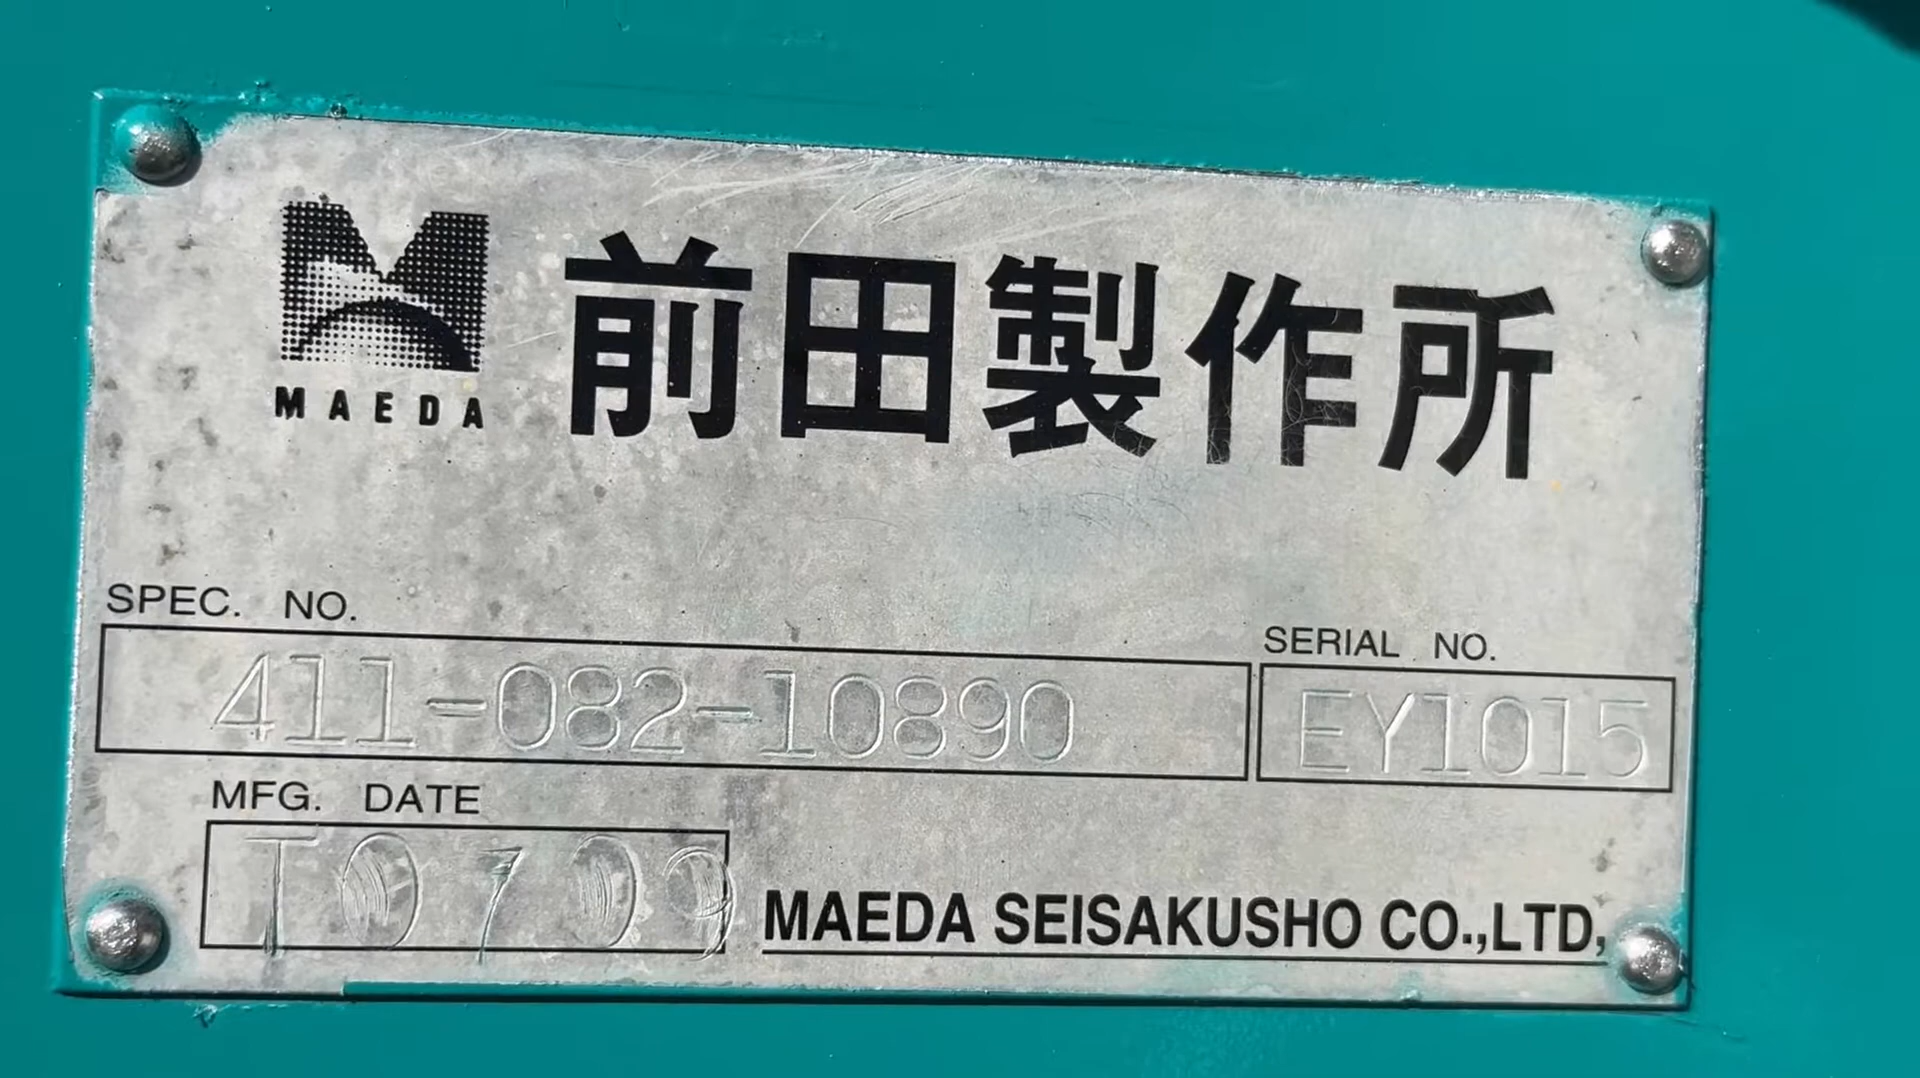 前田製作所
MAEDA
SPEC. NO.
411-082-10890
SERIAL NO.
EY1015
MFG. DATE
T0709
MAEDA SEISAKUSHO CO.,LTD,